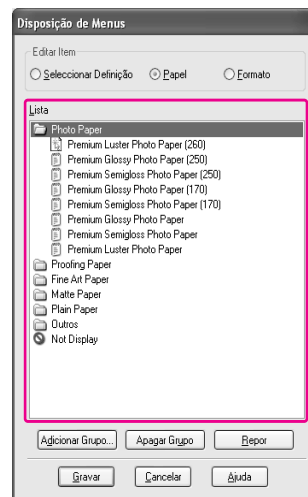 Disposição de Menus
Editar Item
Seleccionar Definição Papel Formato
Lista
Photo Paper
Premium Luster Photo Paper (260)
Premium Glossy Photo Paper (250)
Premium Semigloss Photo Paper (250)
Premium Glossy Photo Paper (170)
Premium Semigloss Photo Paper (170)
Premium Glossy Photo Paper
Premium Semigloss Photo Paper
Premium Luster Photo Paper
Proofing Paper
Fine Art Paper
Matte Paper
Plain Paper
Outros
Not Display
Adicionar Grupo... Apagar Grupo Repor
Gravar Cancelar Ajuda